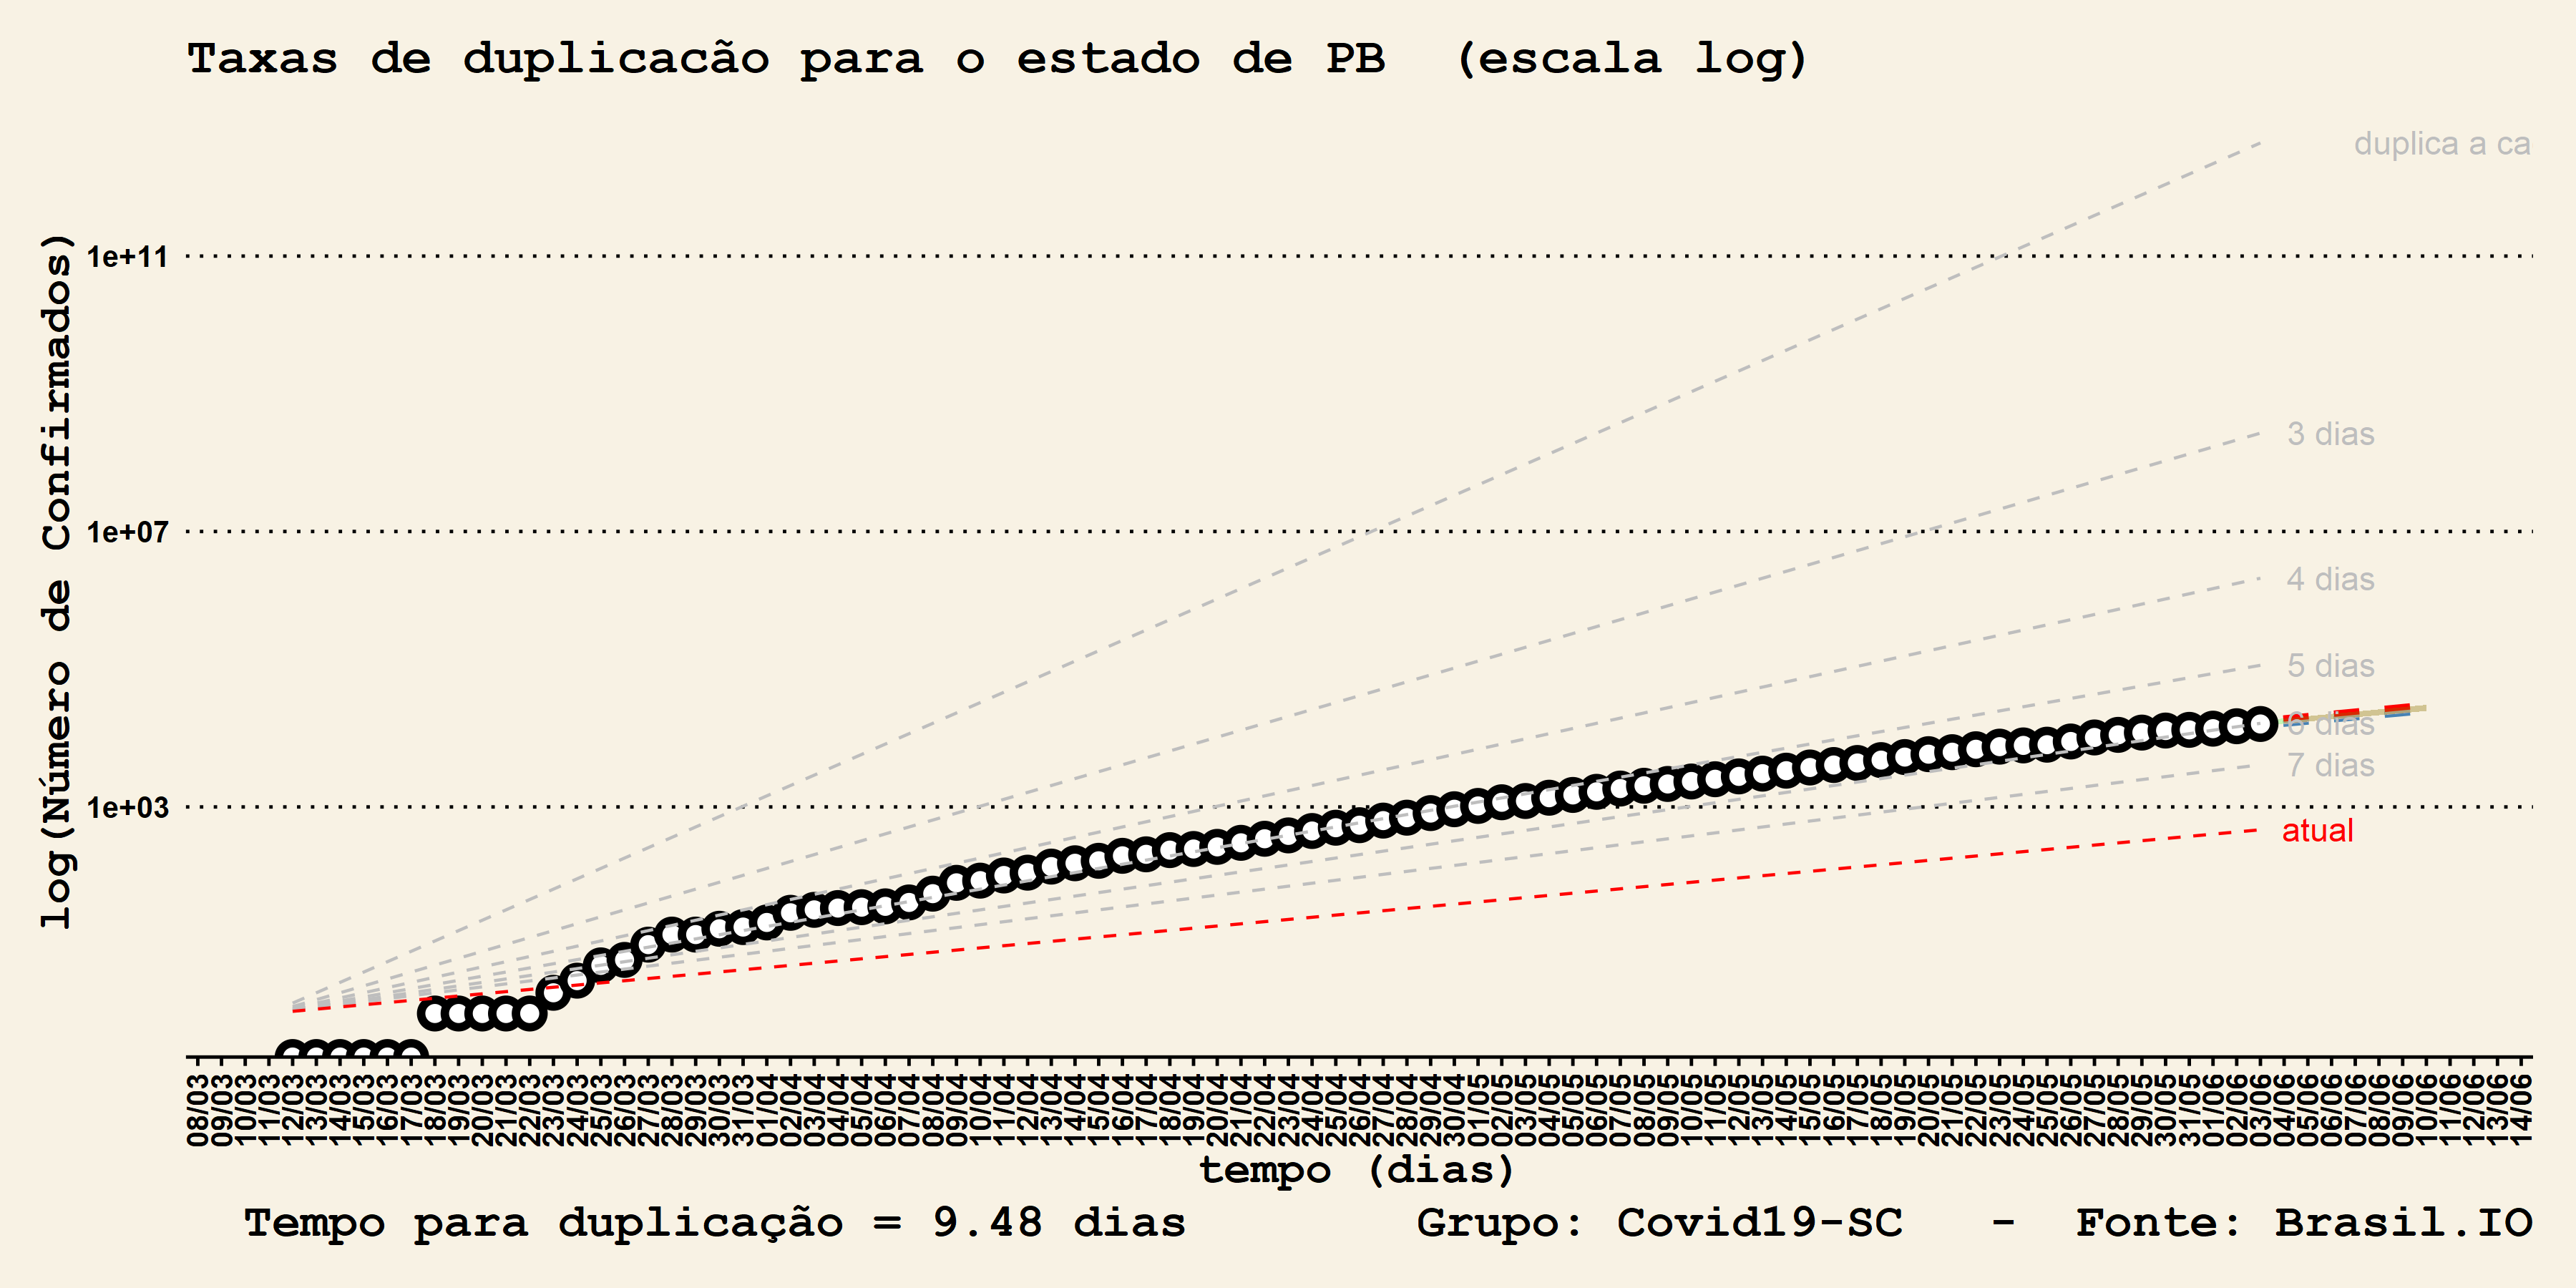 Taxas de duplicacão para o estado de PB  (escala log)
log(Número de Confirmados)
1e+11
1e+07
1e+03
duplica a ca
3 dias
4 dias
5 dias
6 dias
7 dias
atual
08/03 09/03 10/03 11/03 12/03 13/03 14/03 15/03 16/03 17/03 18/03 19/03 20/03 21/03 22/03 23/03 24/03 25/03 26/03 27/03 28/03 29/03 30/03 31/03 01/04 02/04 03/04 04/04 05/04 06/04 07/04 08/04 09/04 10/04 11/04 12/04 13/04 14/04 15/04 16/04 17/04 18/04 19/04 20/04 21/04 22/04 23/04 24/04 25/04 26/04 27/04 28/04 29/04 30/04 01/05 02/05 03/05 04/05 05/05 06/05 07/05 08/05 09/05 10/05 11/05 12/05 13/05 14/05 15/05 16/05 17/05 18/05 19/05 20/05 21/05 22/05 23/05 24/05 25/05 26/05 27/05 28/05 29/05 30/05 31/05 01/06 02/06 03/06 04/06 05/06 06/06 07/06 08/06 09/06 10/06 11/06 12/06 13/06 14/06
tempo (dias)
Tempo para duplicação = 9.48 dias
Grupo: Covid19-SC   -  Fonte: Brasil.IO